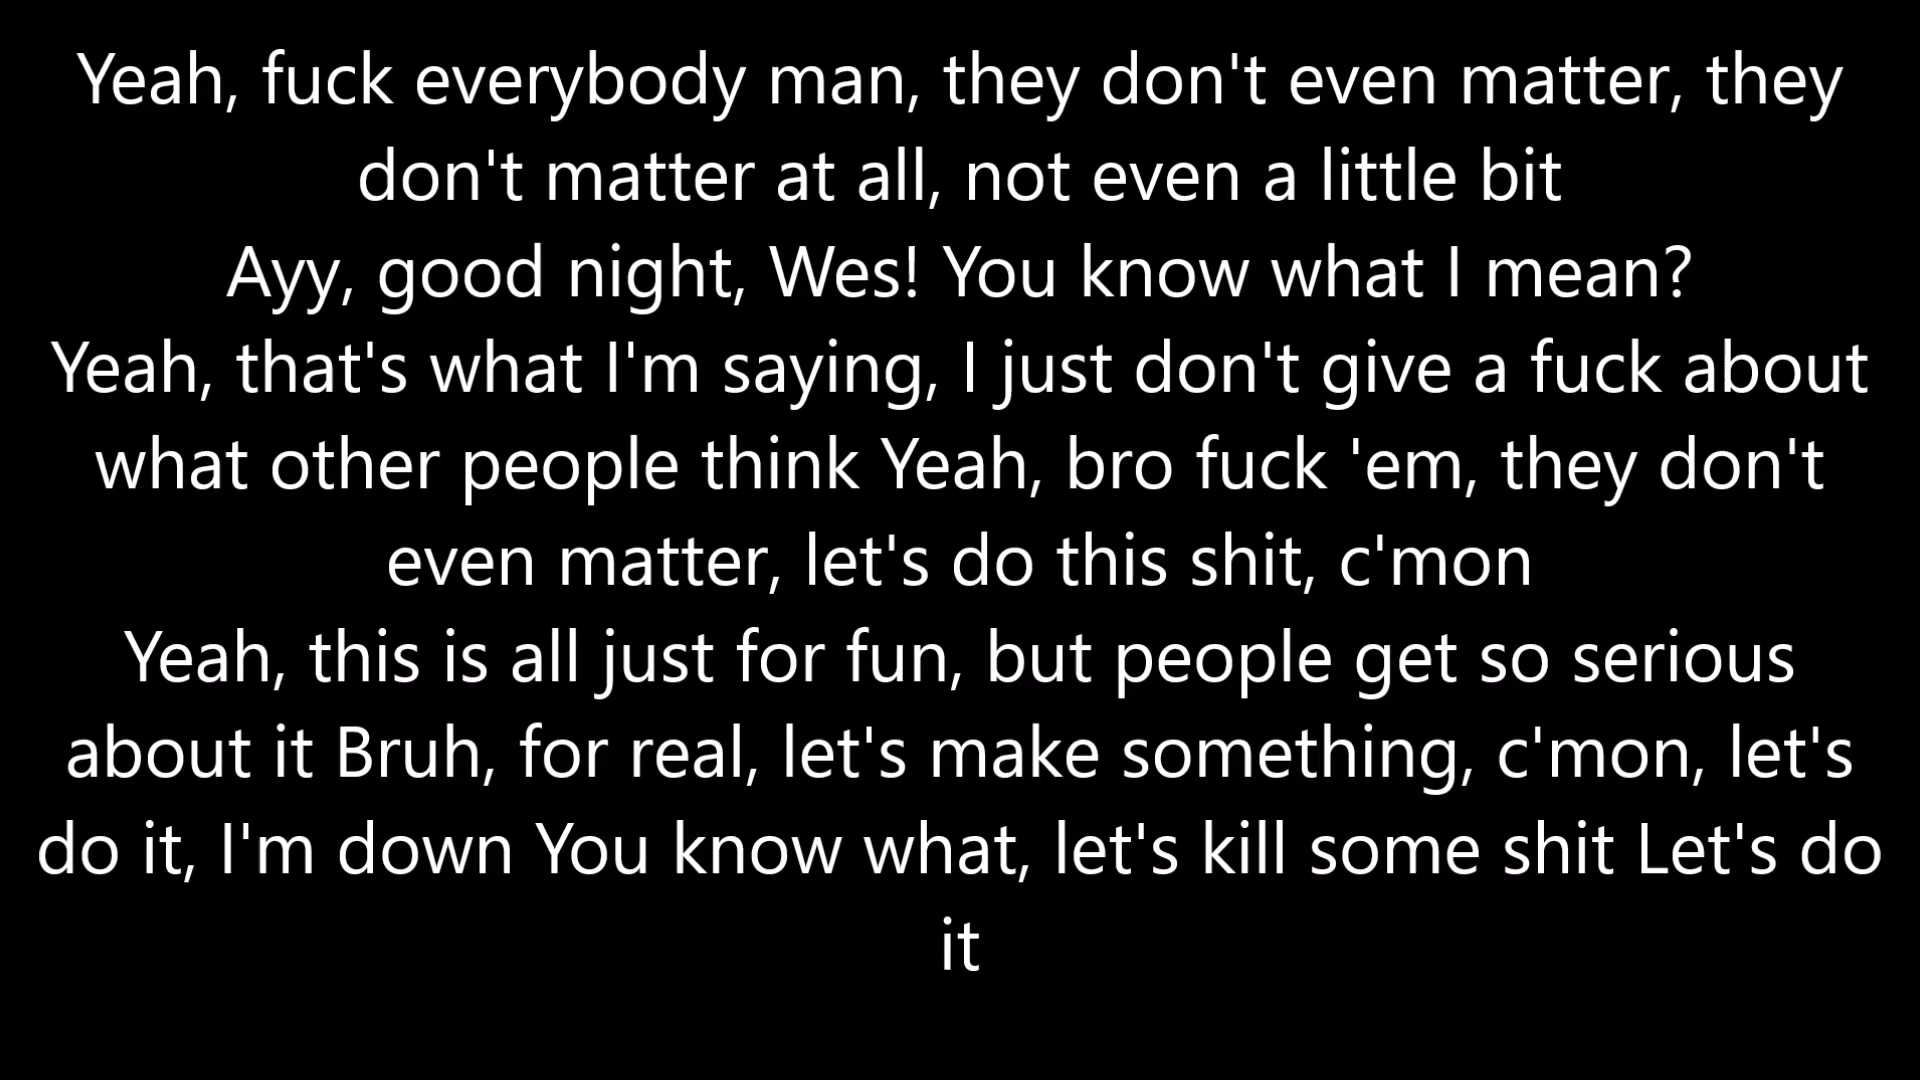 Yeah, fuck everybody man, they don't even matter, they
don't matter at all, not even a little bit
Ayy, good night, Wes! You know what I mean?
Yeah, that's what I'm saying, I just don't give a fuck about
what other people think Yeah, bro fuck 'em, they don't
even matter, let's do this shit, c'mon
Yeah, this is all just for fun, but people get so serious
about it Bruh, for real, let's make something, c'mon, let's
do it, I'm down You know what, let's kill some shit Let's do
it